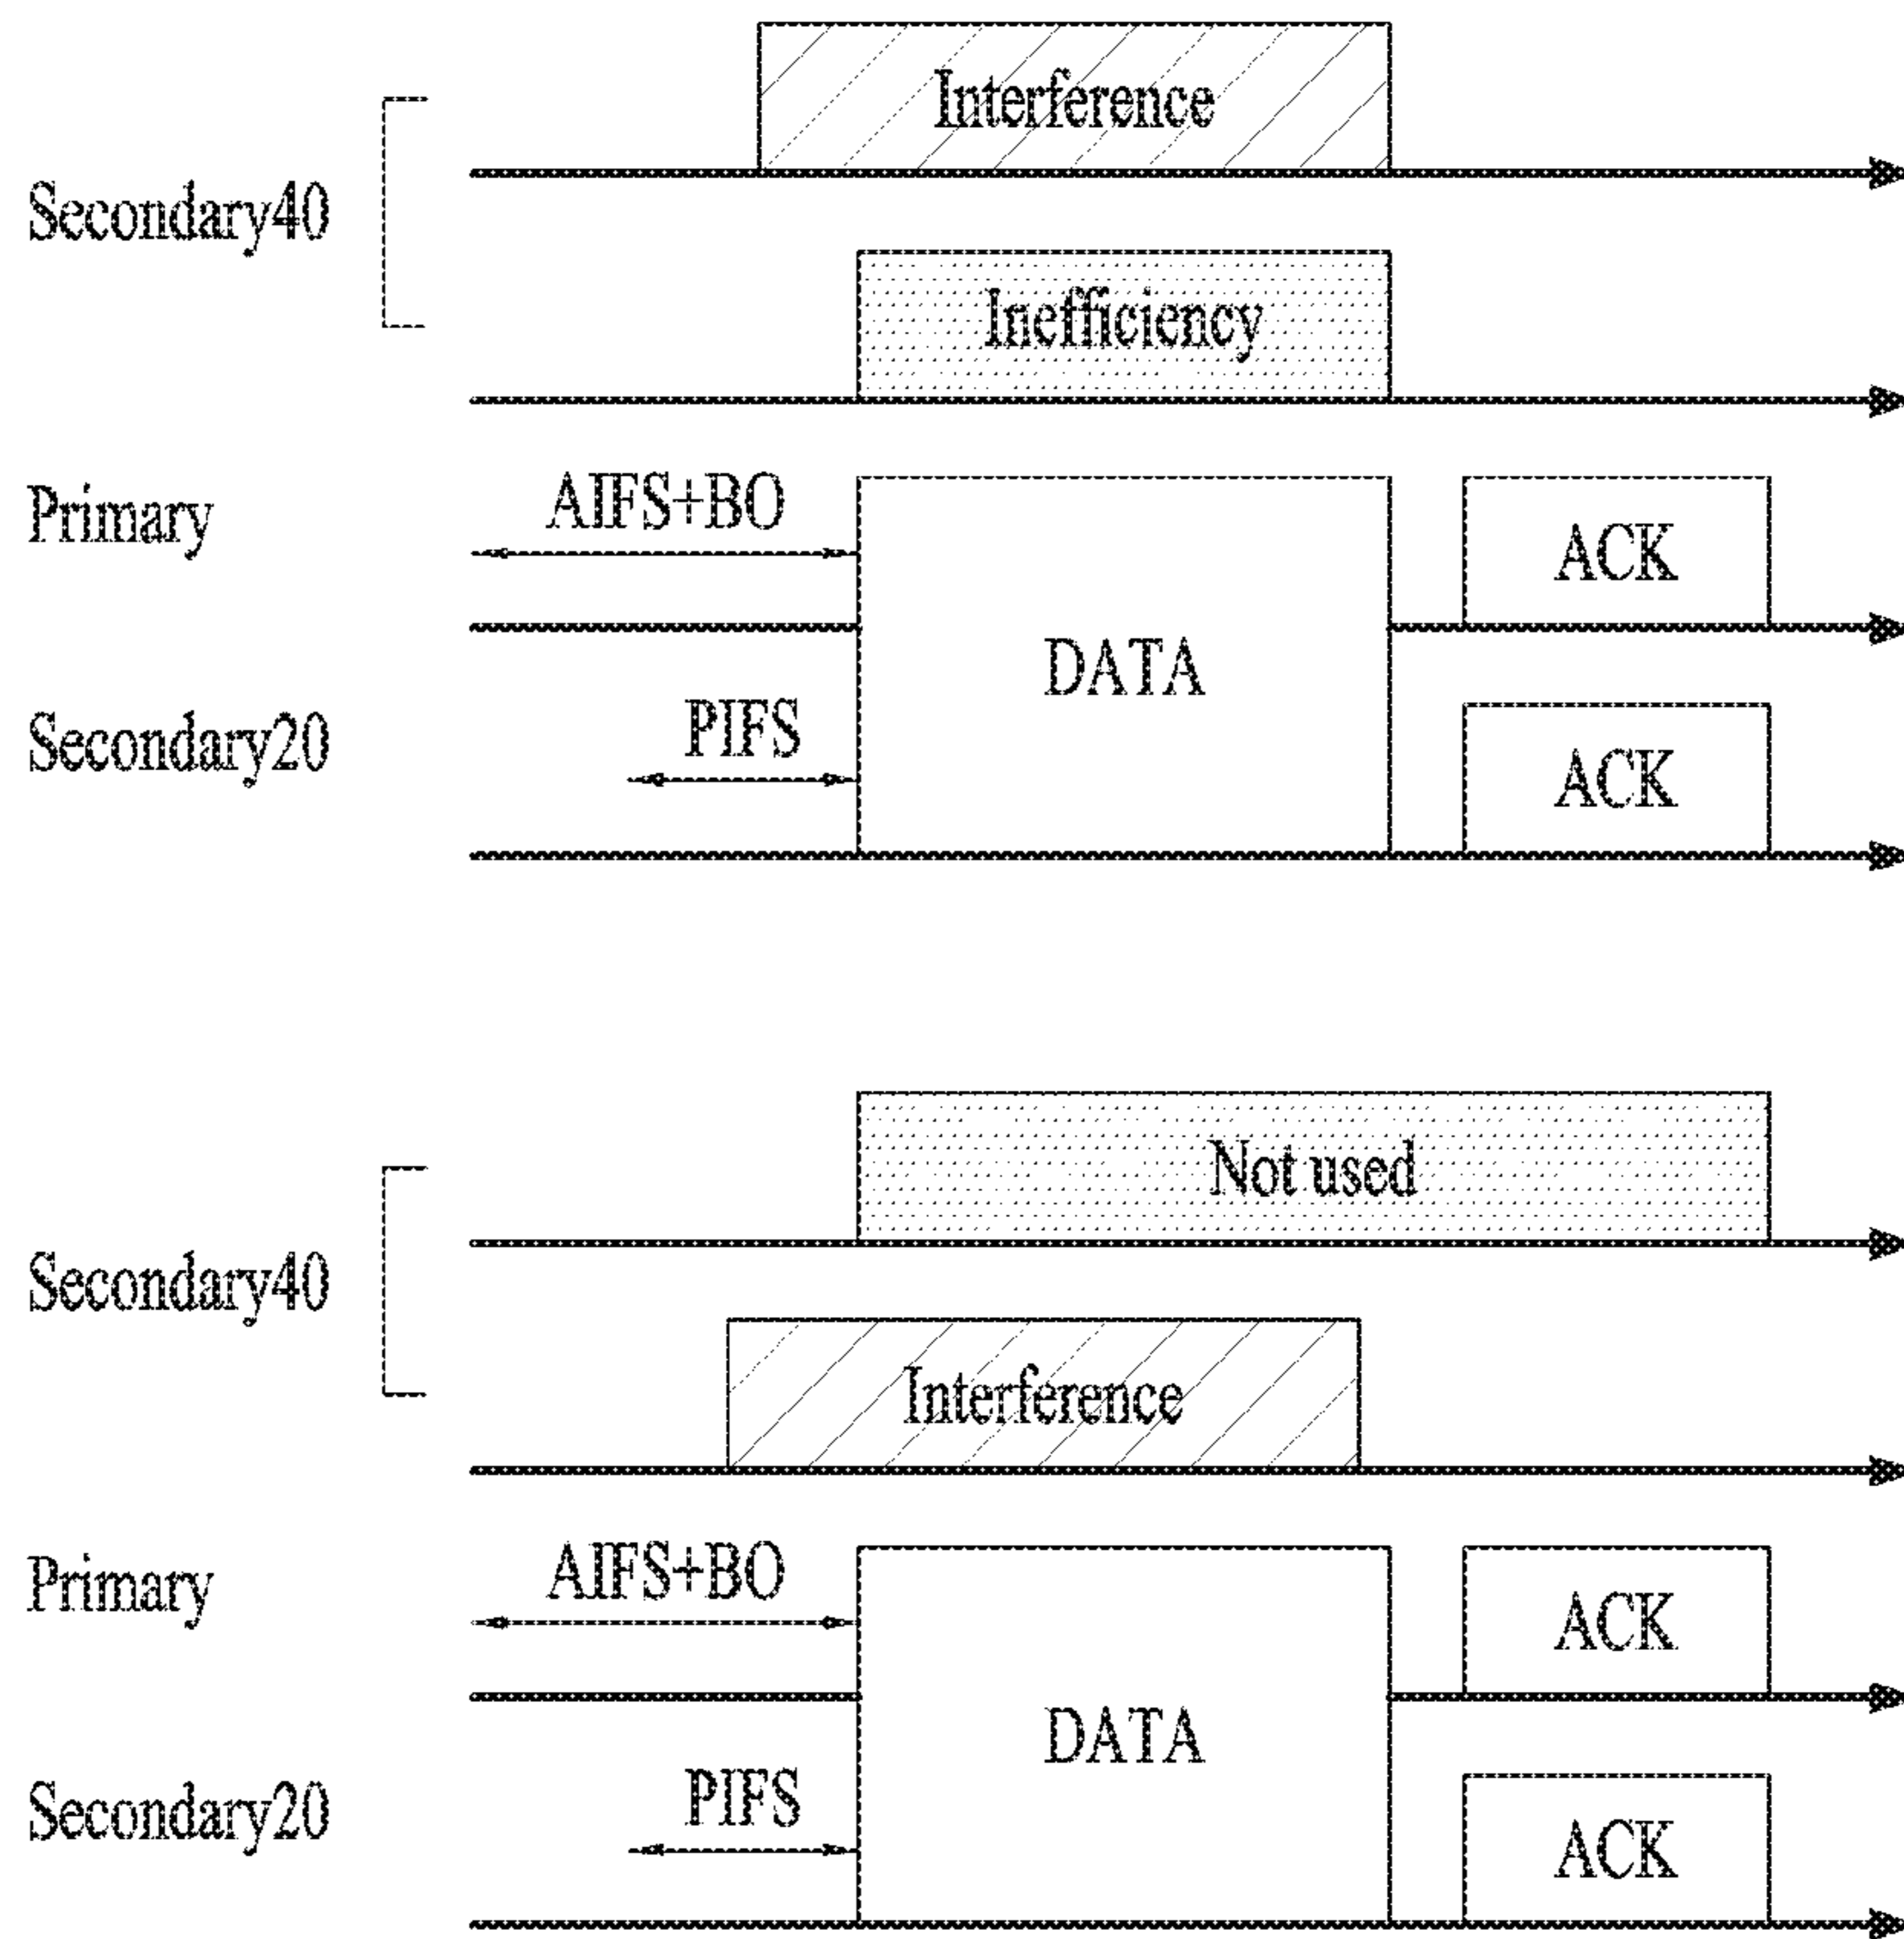 Interference
Secondary40
Inefficiency
Primary
AIFS+BO
ACK
DATA
Secondary20
PIFS
ACK
Not used
Secondary40
Interference
Primary
AIFS+BO
ACK
DATA
Secondary20
PIFS
ACK